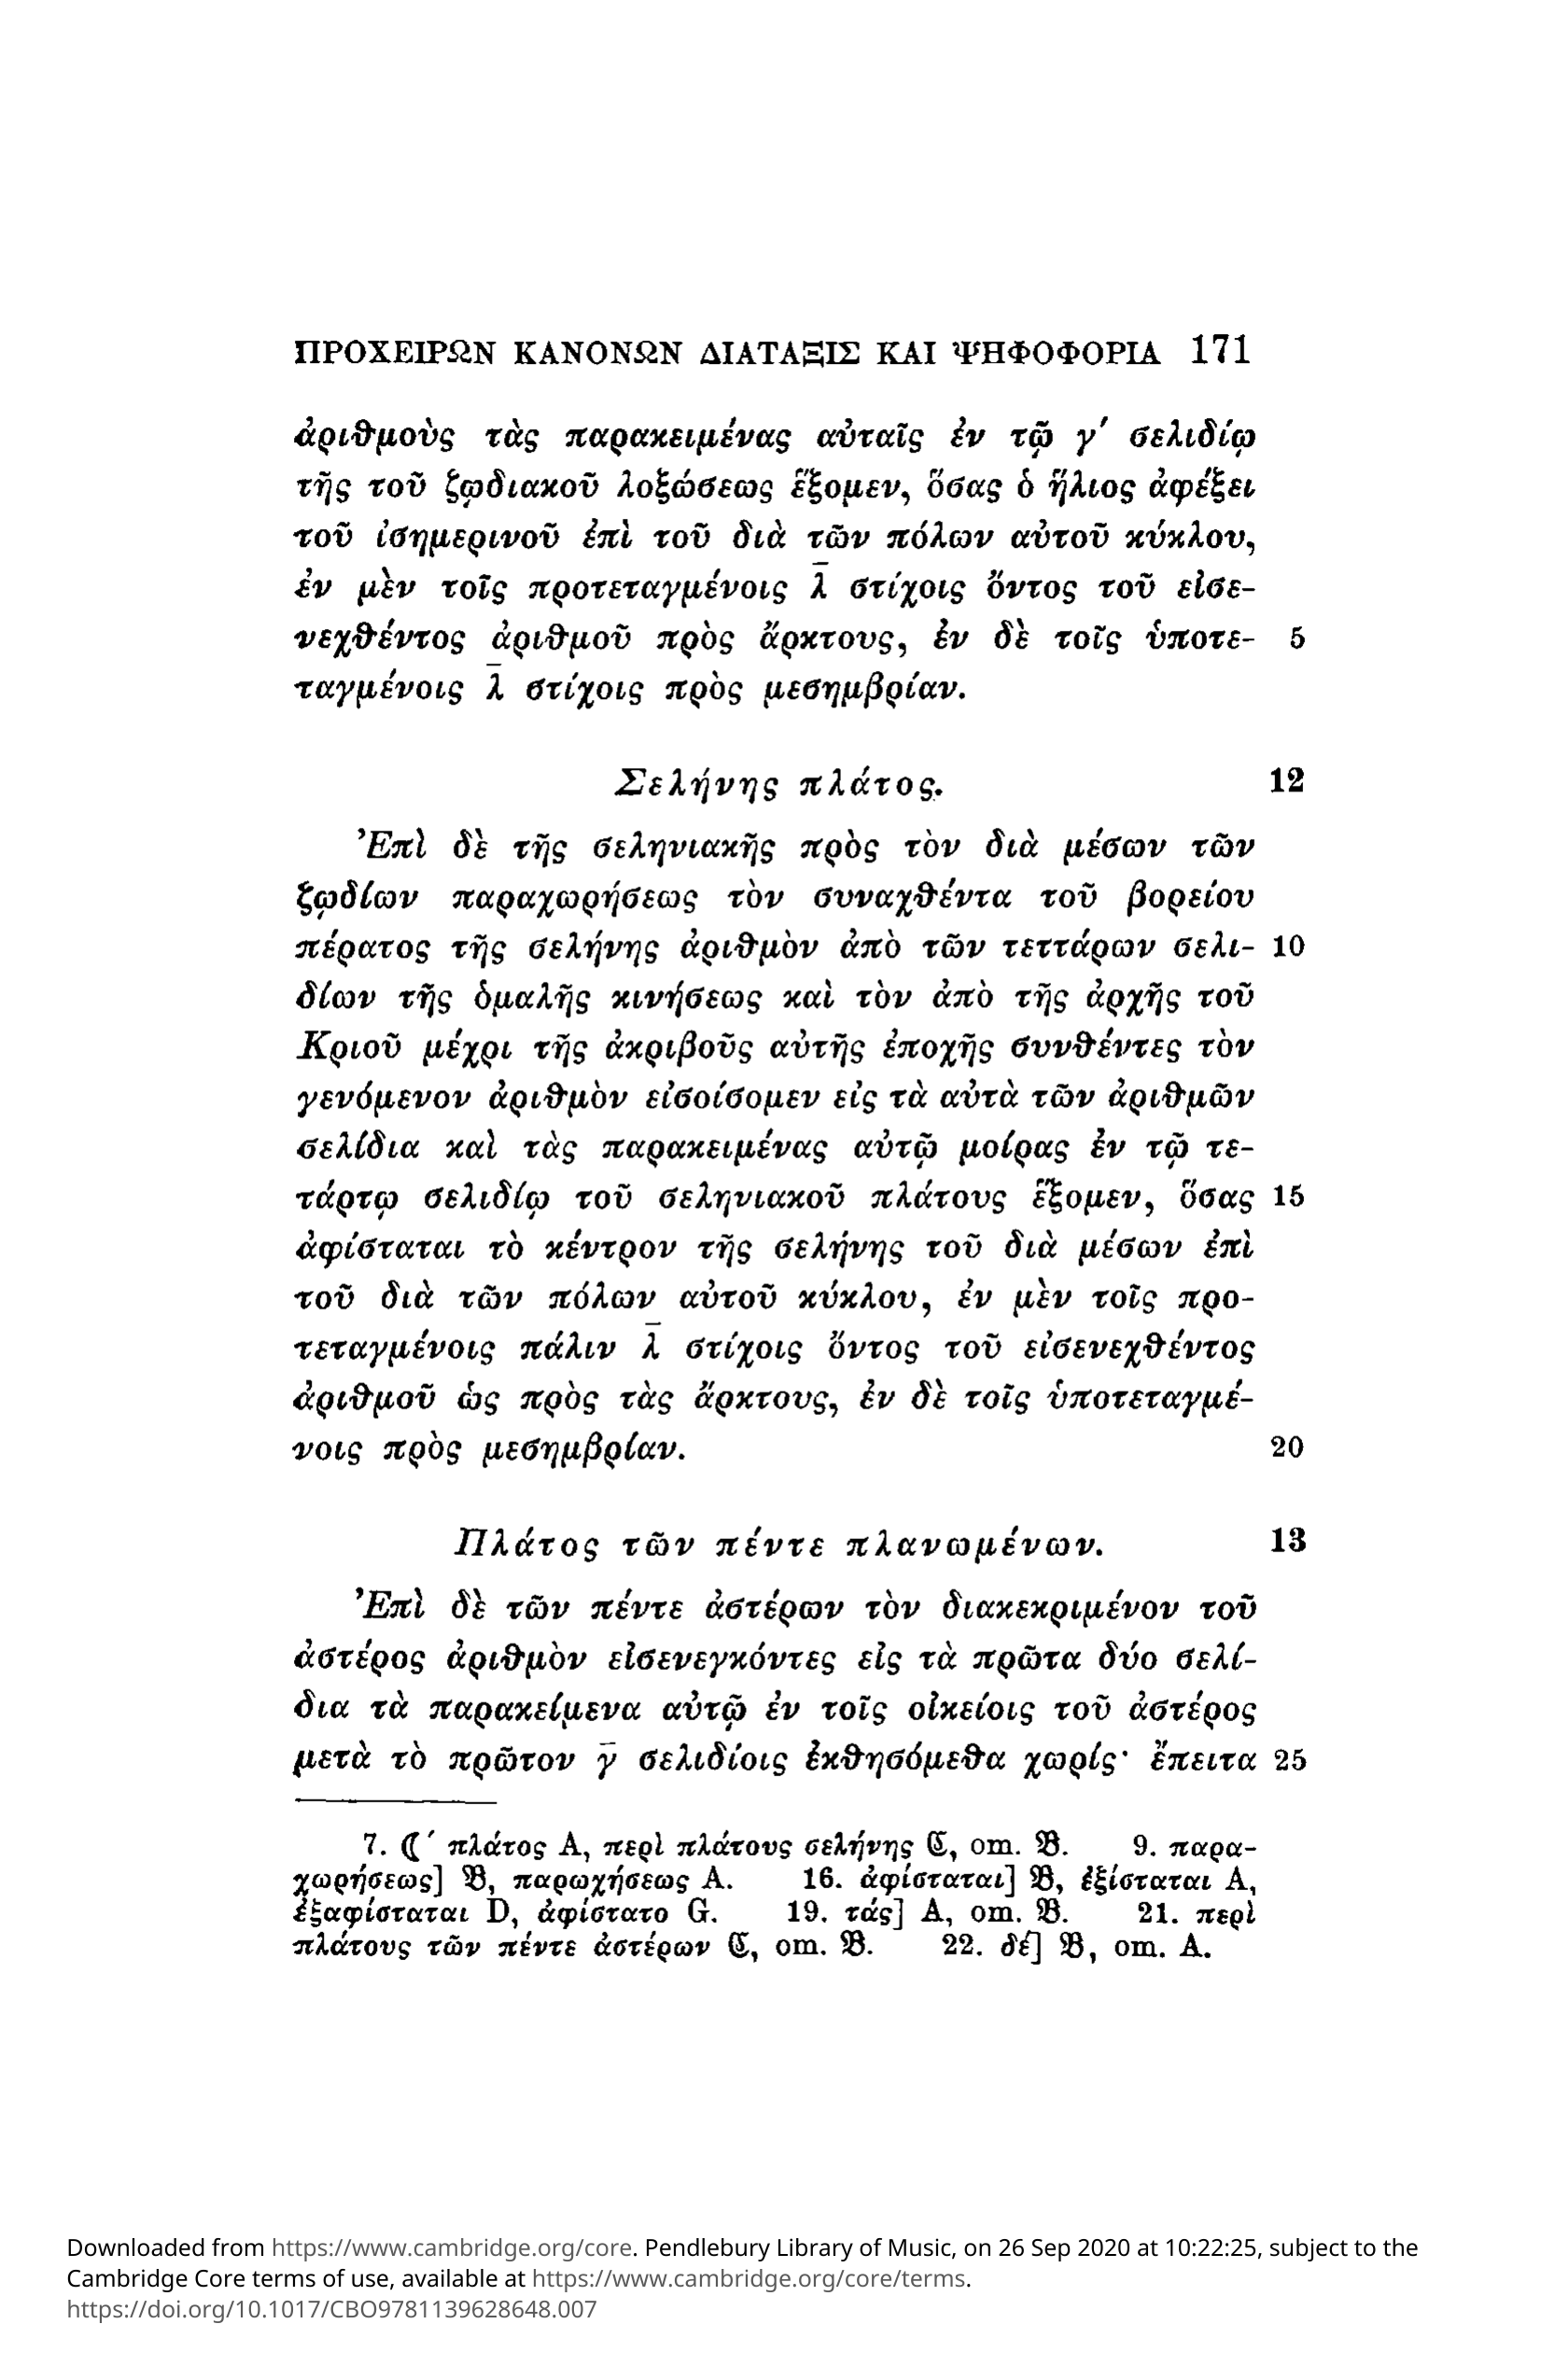 ΠΡΟΧΕΙΡΩΝ ΚΑΝΟΝΩΝ ΔΙΑΤΑΞΙΣ ΚΑΙ ΨΗΦΟΦΟΡΙΑ 171
ἀριθμοὺς τὰς παρακειμένας αὐταῖς ἐν τῷ γʹ σελιδίῳ
τῆς τοῦ ζῳδιακοῦ λοξώσεως ἕξομεν, ὅσας ὁ ἥλιος ἀφέξει
τοῦ ἰσημερινοῦ ἐπὶ τοῦ διὰ τῶν πόλων αὐτοῦ κύκλου,
ἐν μὲν τοῖς προτεταγμένοις λ̄ στίχοις ὄντος τοῦ εἰσε-
νεχθέντος ἀριθμοῦ πρὸς ἄρκτους, ἐν δὲ τοῖς ὑποτε- 5
ταγμένοις λ̄ στίχοις πρὸς μεσημβρίαν.
Σελήνης πλάτος. 12
Ἐπὶ δὲ τῆς σεληνιακῆς πρὸς τὸν διὰ μέσων τῶν
ζῳδίων παραχωρήσεως τὸν συναχθέντα τοῦ βορείου
πέρατος τῆς σελήνης ἀριθμὸν ἀπὸ τῶν τεττάρων σελι- 10
δίων τῆς ὁμαλῆς κινήσεως καὶ τὸν ἀπὸ τῆς ἀρχῆς τοῦ
Κριοῦ μέχρι τῆς ἀκριβοῦς αὐτῆς ἐποχῆς συνθέντες τὸν
γενόμενον ἀριθμὸν εἰσοίσομεν εἰς τὰ αὐτὰ τῶν ἀριθμῶν
σελίδια καὶ τὰς παρακειμένας αὐτῷ μοίρας ἐν τῷ τε-
τάρτῳ σελιδίῳ τοῦ σεληνιακοῦ πλάτους ἕξομεν, ὅσας 15
ἀφίσταται τὸ κέντρον τῆς σελήνης τοῦ διὰ μέσων ἐπὶ
τοῦ διὰ τῶν πόλων αὐτοῦ κύκλου, ἐν μὲν τοῖς προ-
τεταγμένοις πάλιν λ̄ στίχοις ὄντος τοῦ εἰσενεχθέντος
ἀριθμοῦ ὡς πρὸς τὰς ἄρκτους, ἐν δὲ τοῖς ὑποτεταγμέ-
νοις πρὸς μεσημβρίαν. 20
Πλάτος τῶν πέντε πλανωμένων. 13
Ἐπὶ δὲ τῶν πέντε ἀστέρων τὸν διακεκριμένον τοῦ
ἀστέρος ἀριθμὸν εἰσενεγκόντες εἰς τὰ πρῶτα δύο σελί-
δια τὰ παρακείμενα αὐτῷ ἐν τοῖς οἰκείοις τοῦ ἀστέρος
μετὰ τὸ πρῶτον γ̄ σελιδίοις ἐκθησόμεθα χωρίς· ἔπειτα 25
7. ☾ʹ πλάτος A, περὶ πλάτους σελήνης 𝕮, om. 𝕭. 9. παρα-
χωρήσεως] 𝕭, παρωχήσεως A. 16. ἀφίσταται] 𝕭, ἐξίσταται A,
ἐξαφίσταται D, ἀφίστατο G. 19. τάς] A, om. 𝕭. 21. περὶ
πλάτους τῶν πέντε ἀστέρων 𝕮, om. 𝕭. 22. δέ] 𝕭, om. A.
Downloaded from https://www.cambridge.org/core. Pendlebury Library of Music, on 26 Sep 2020 at 10:22:25, subject to the
Cambridge Core terms of use, available at https://www.cambridge.org/core/terms.
https://doi.org/10.1017/CBO9781139628648.007